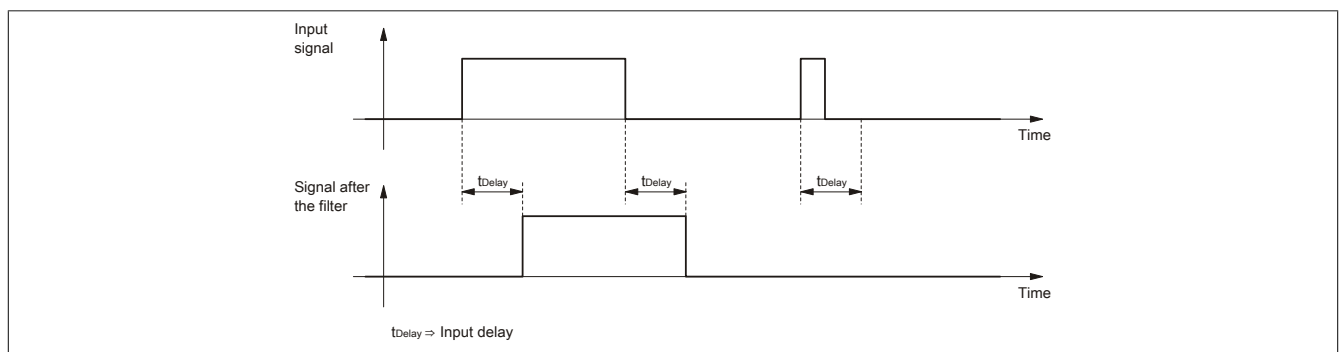 Input
signal
Time
Signal after
the filter
tDelay
tDelay
tDelay
Time
tDelay ⇒ Input delay